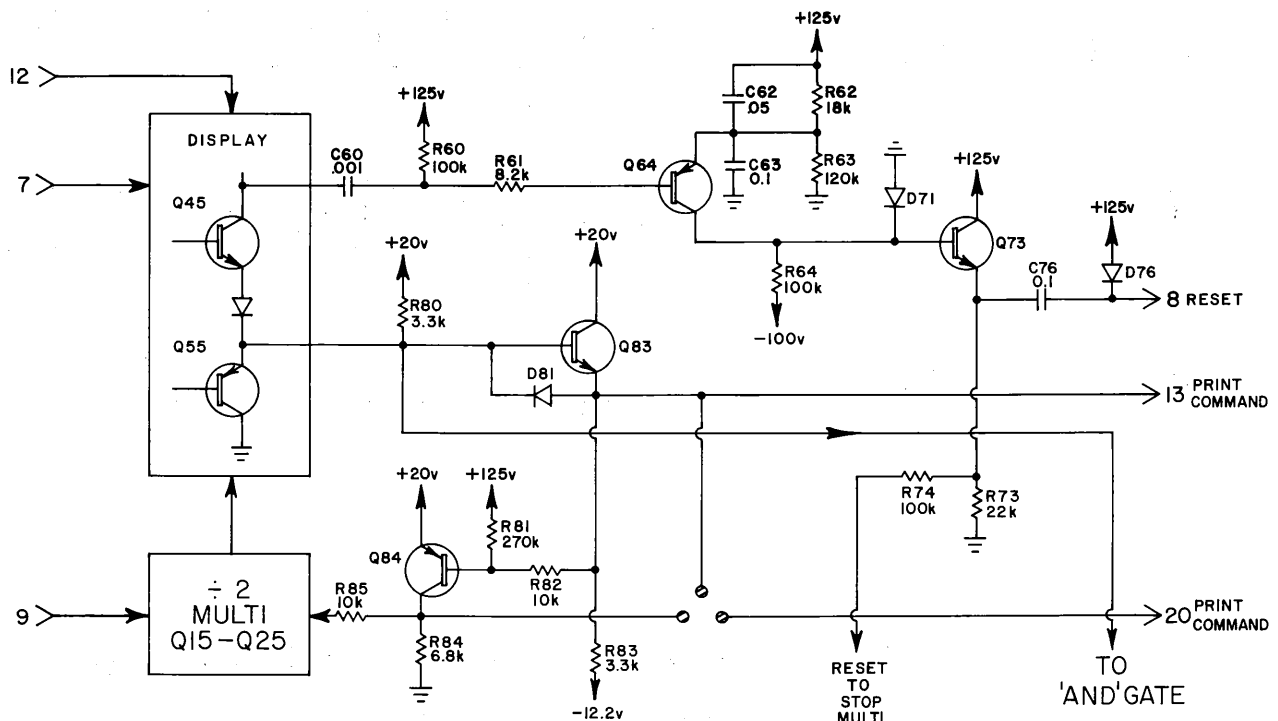 +125v
12
DISPLAY
+125v
C62
.05
R62
18k
C60
.001
R60
100k
R61
8.2k
Q64
C63
0.1
R63
120k
+125v
7
D71
Q45
+125v
+20v
+20v
Q73
R64
100k
C76
0.1
D76
8 RESET
R80
3.3k
-100v
Q55
Q83
D81
13 PRINT
COMMAND
+20v
+125v
R74
100k
R73
22k
R81
270k
Q84
÷ 2
MULTI
Q15-Q25
R85
10k
R82
10k
9
20 PRINT
COMMAND
R84
6.8k
R83
3.3k
RESET
TO
STOP
MULTI
TO
'AND' GATE
-12.2v